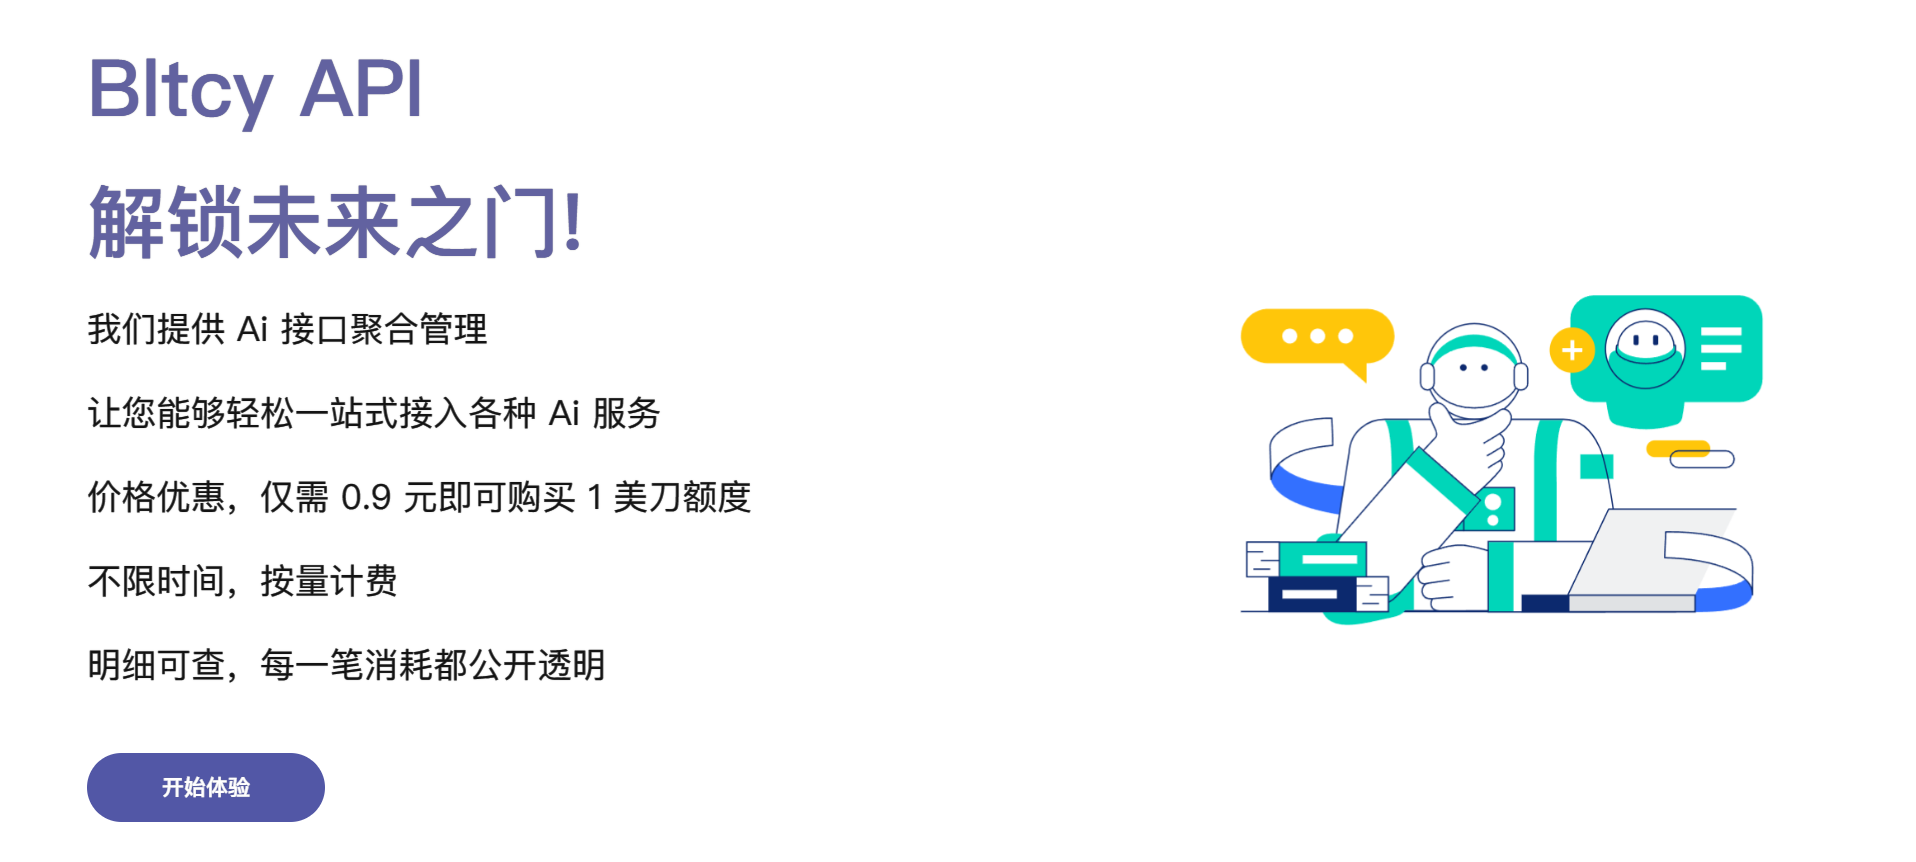 Bltcy API
解锁未来之门!
我们提供 Ai 接口聚合管理
让您能够轻松一站式接入各种 Ai 服务
价格优惠，仅需 0.9 元即可购买 1 美刀额度
不限时间，按量计费
明细可查，每一笔消耗都公开透明
开始体验